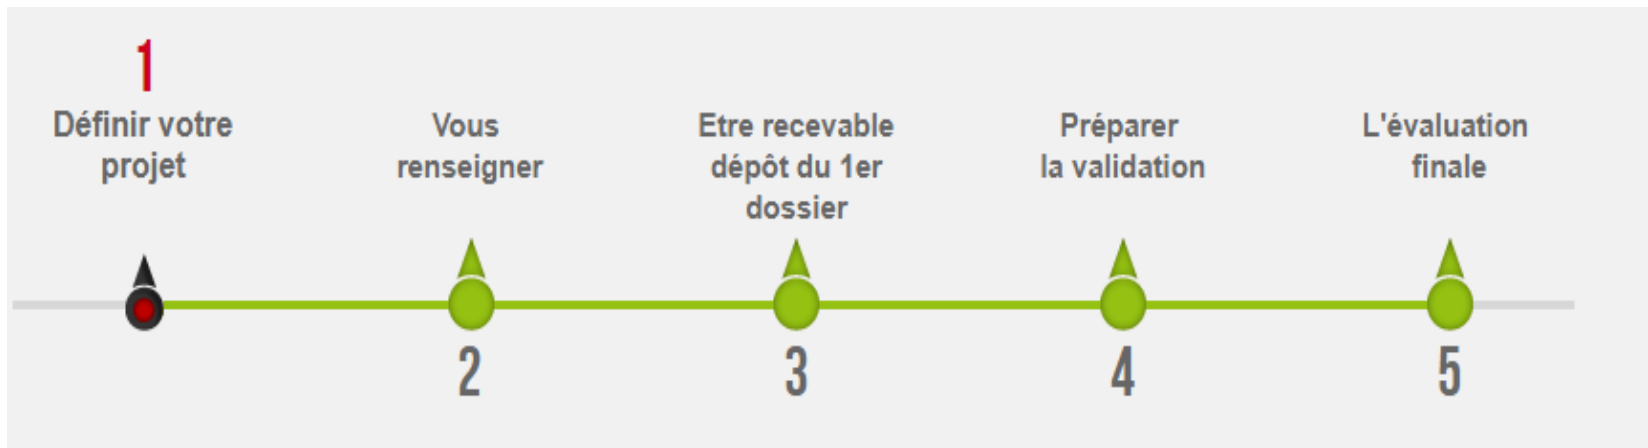 1
Définir votre
projet
Vous
renseigner
2
Etre recevable
dépôt du 1er
dossier
3
Préparer
la validation
4
L'évaluation
finale
5